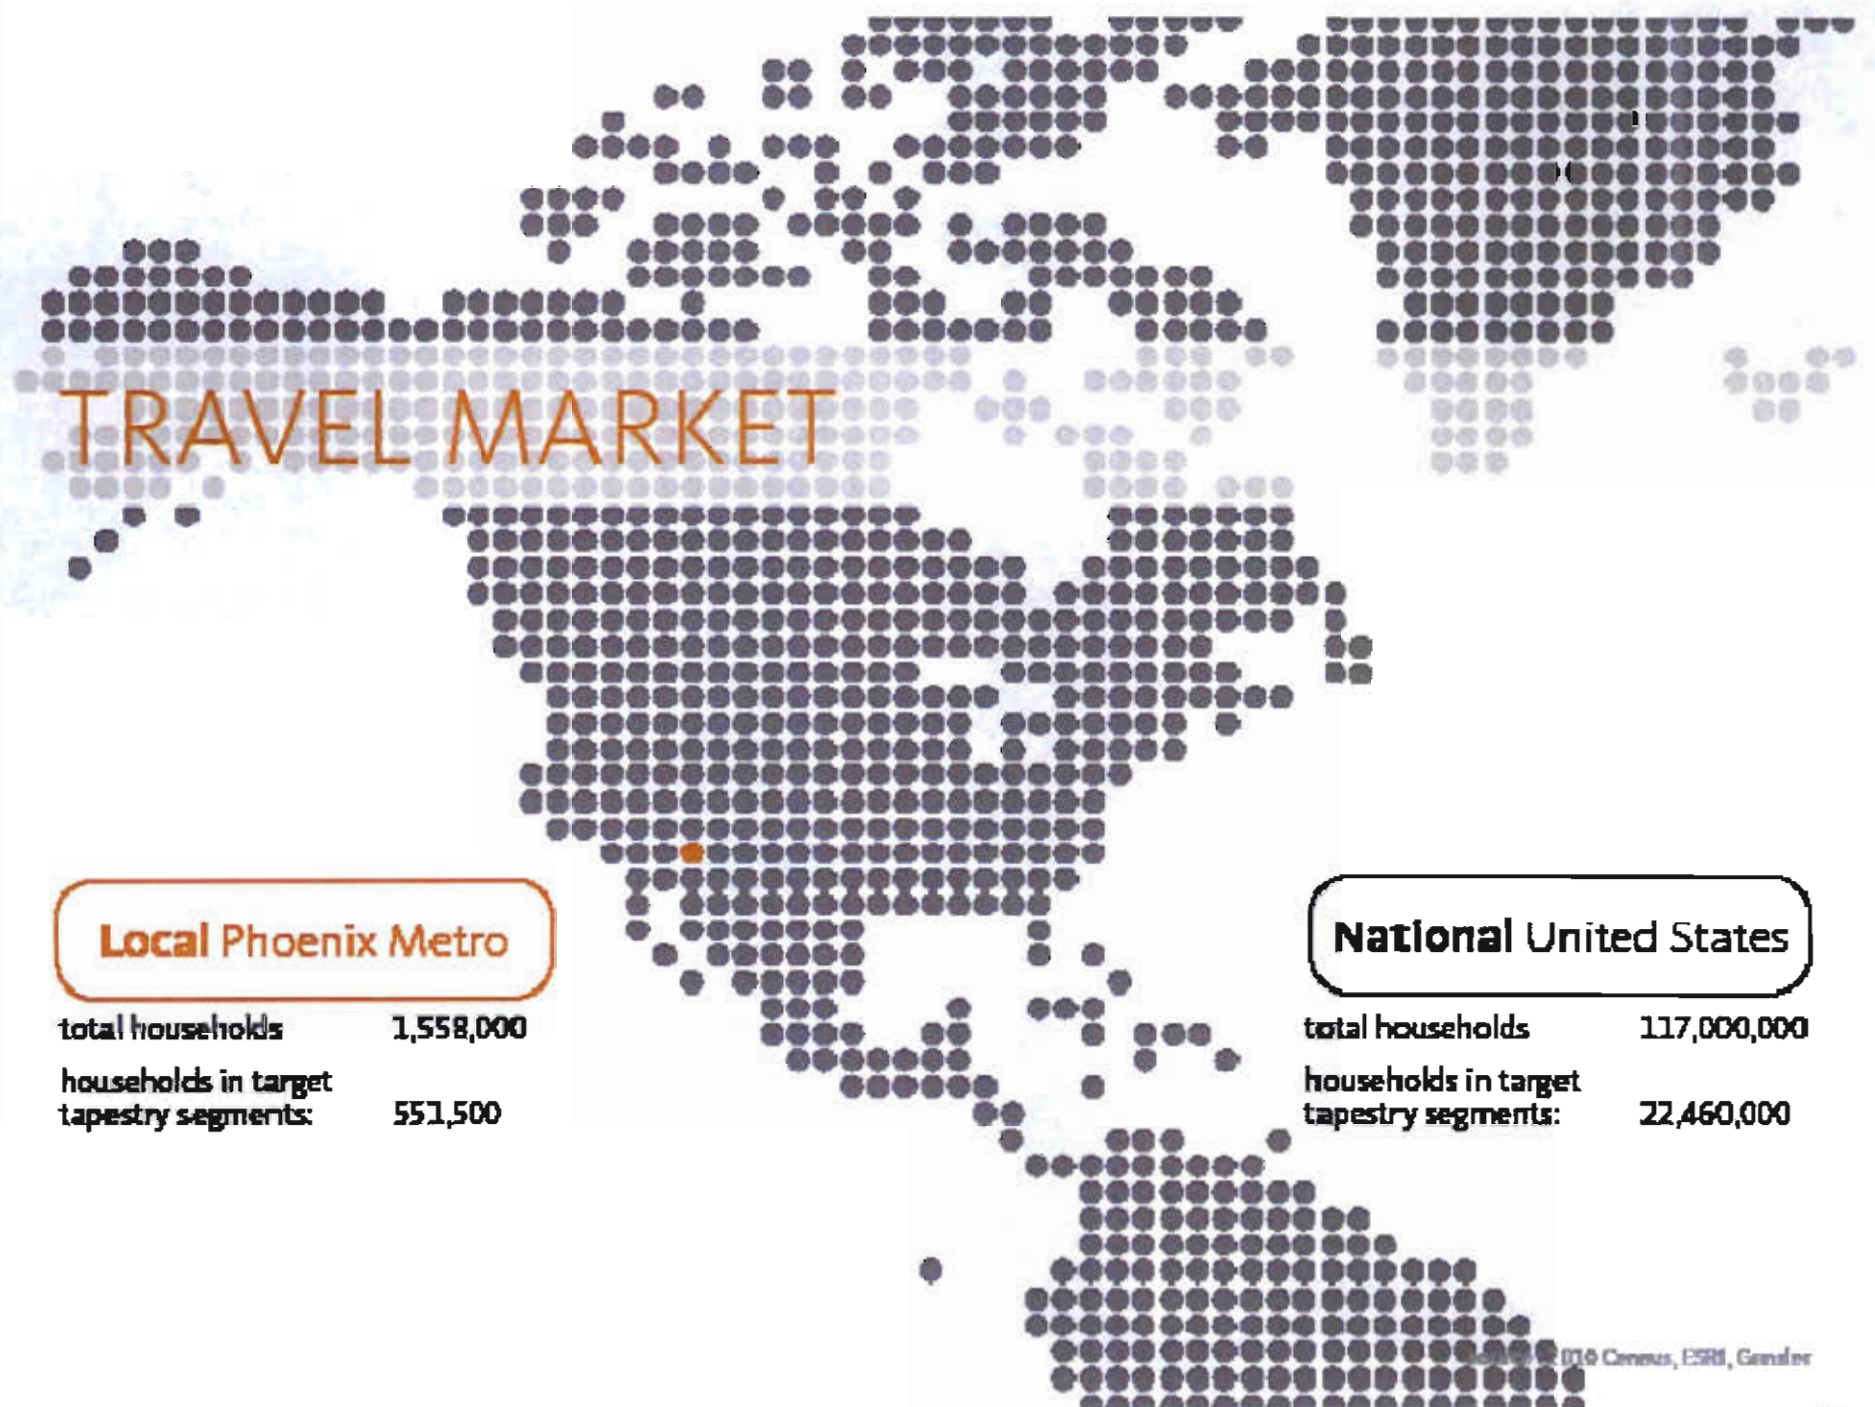 TRAVEL MARKET
Local Phoenix Metro
total households 1,558,000
households in target
tapestry segments: 551,500
National United States
total households 117,000,000
households in target
tapestry segments: 22,460,000
2010 Census, ESRI, Gensler